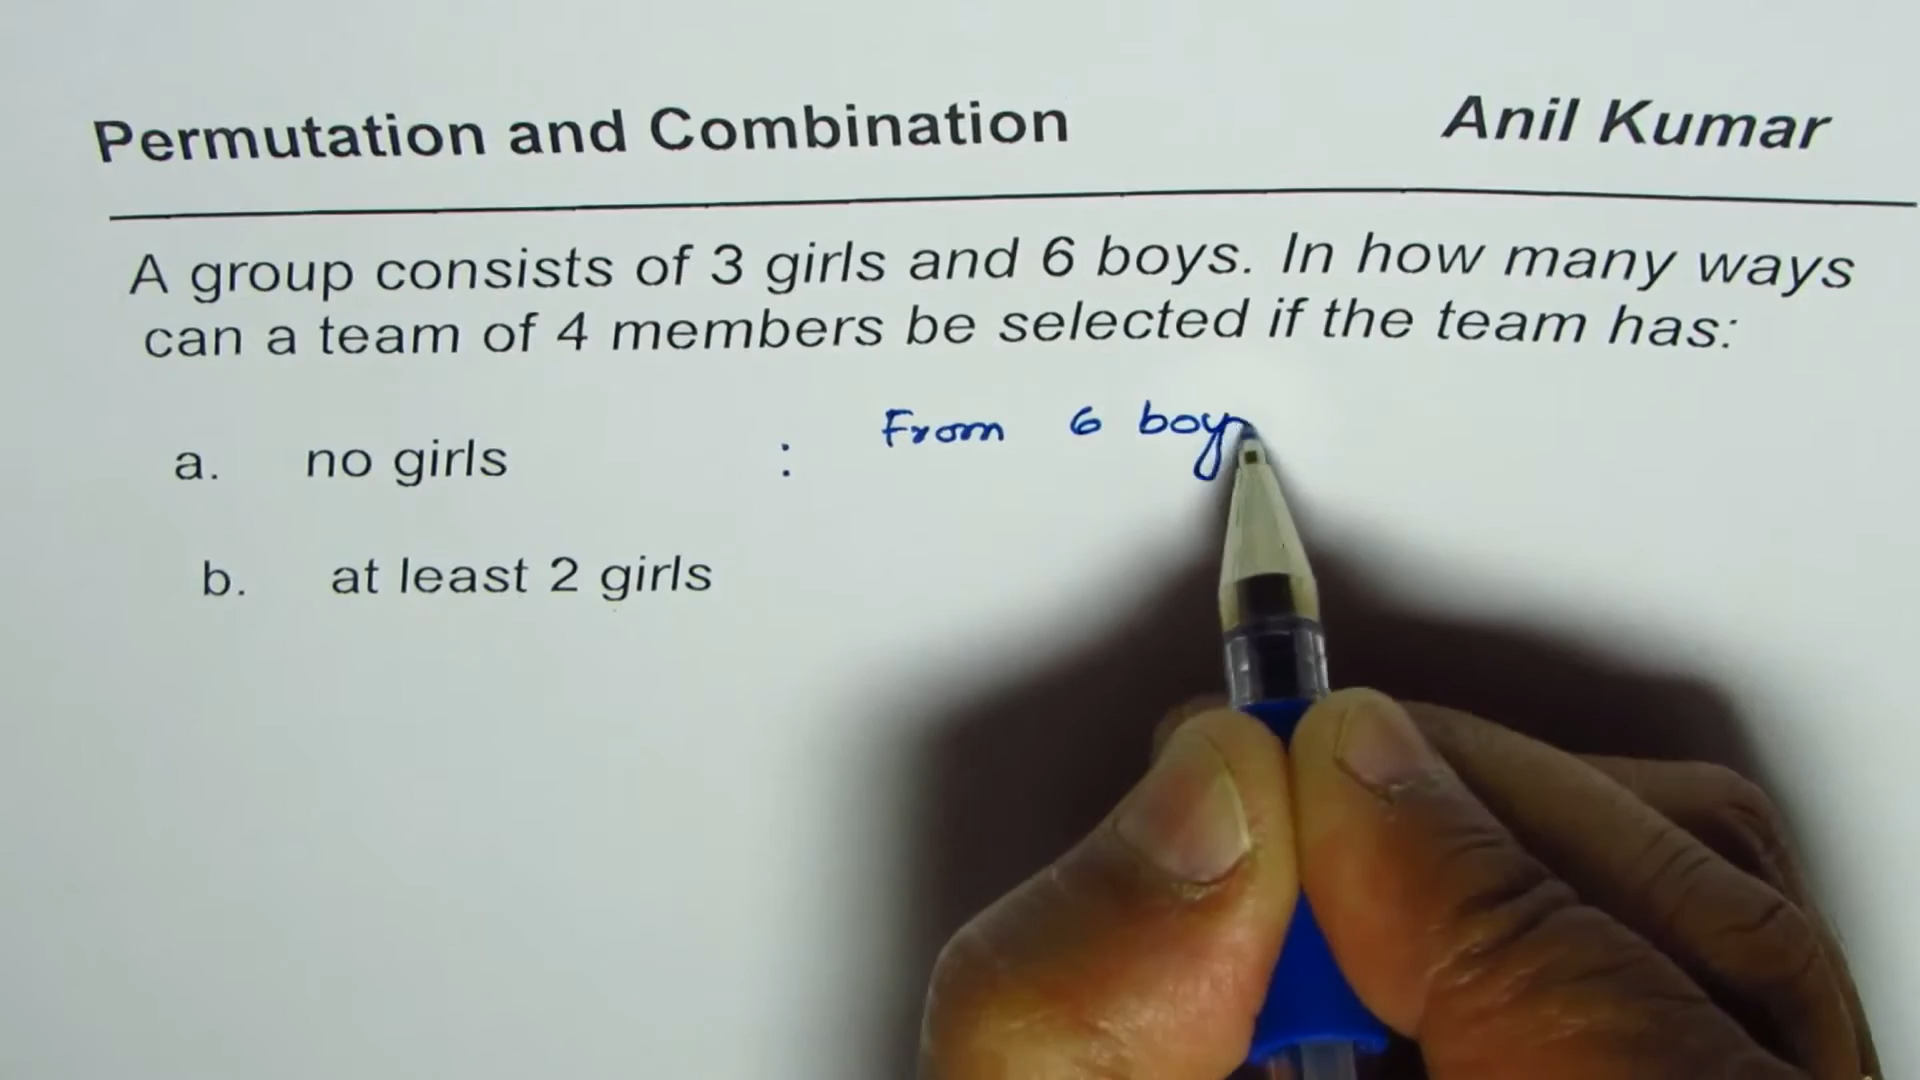 Permutation and Combination Anil Kumar
A group consists of 3 girls and 6 boys. In how many ways
can a team of 4 members be selected if the team has:
a. no girls : From 6 boy
b. at least 2 girls